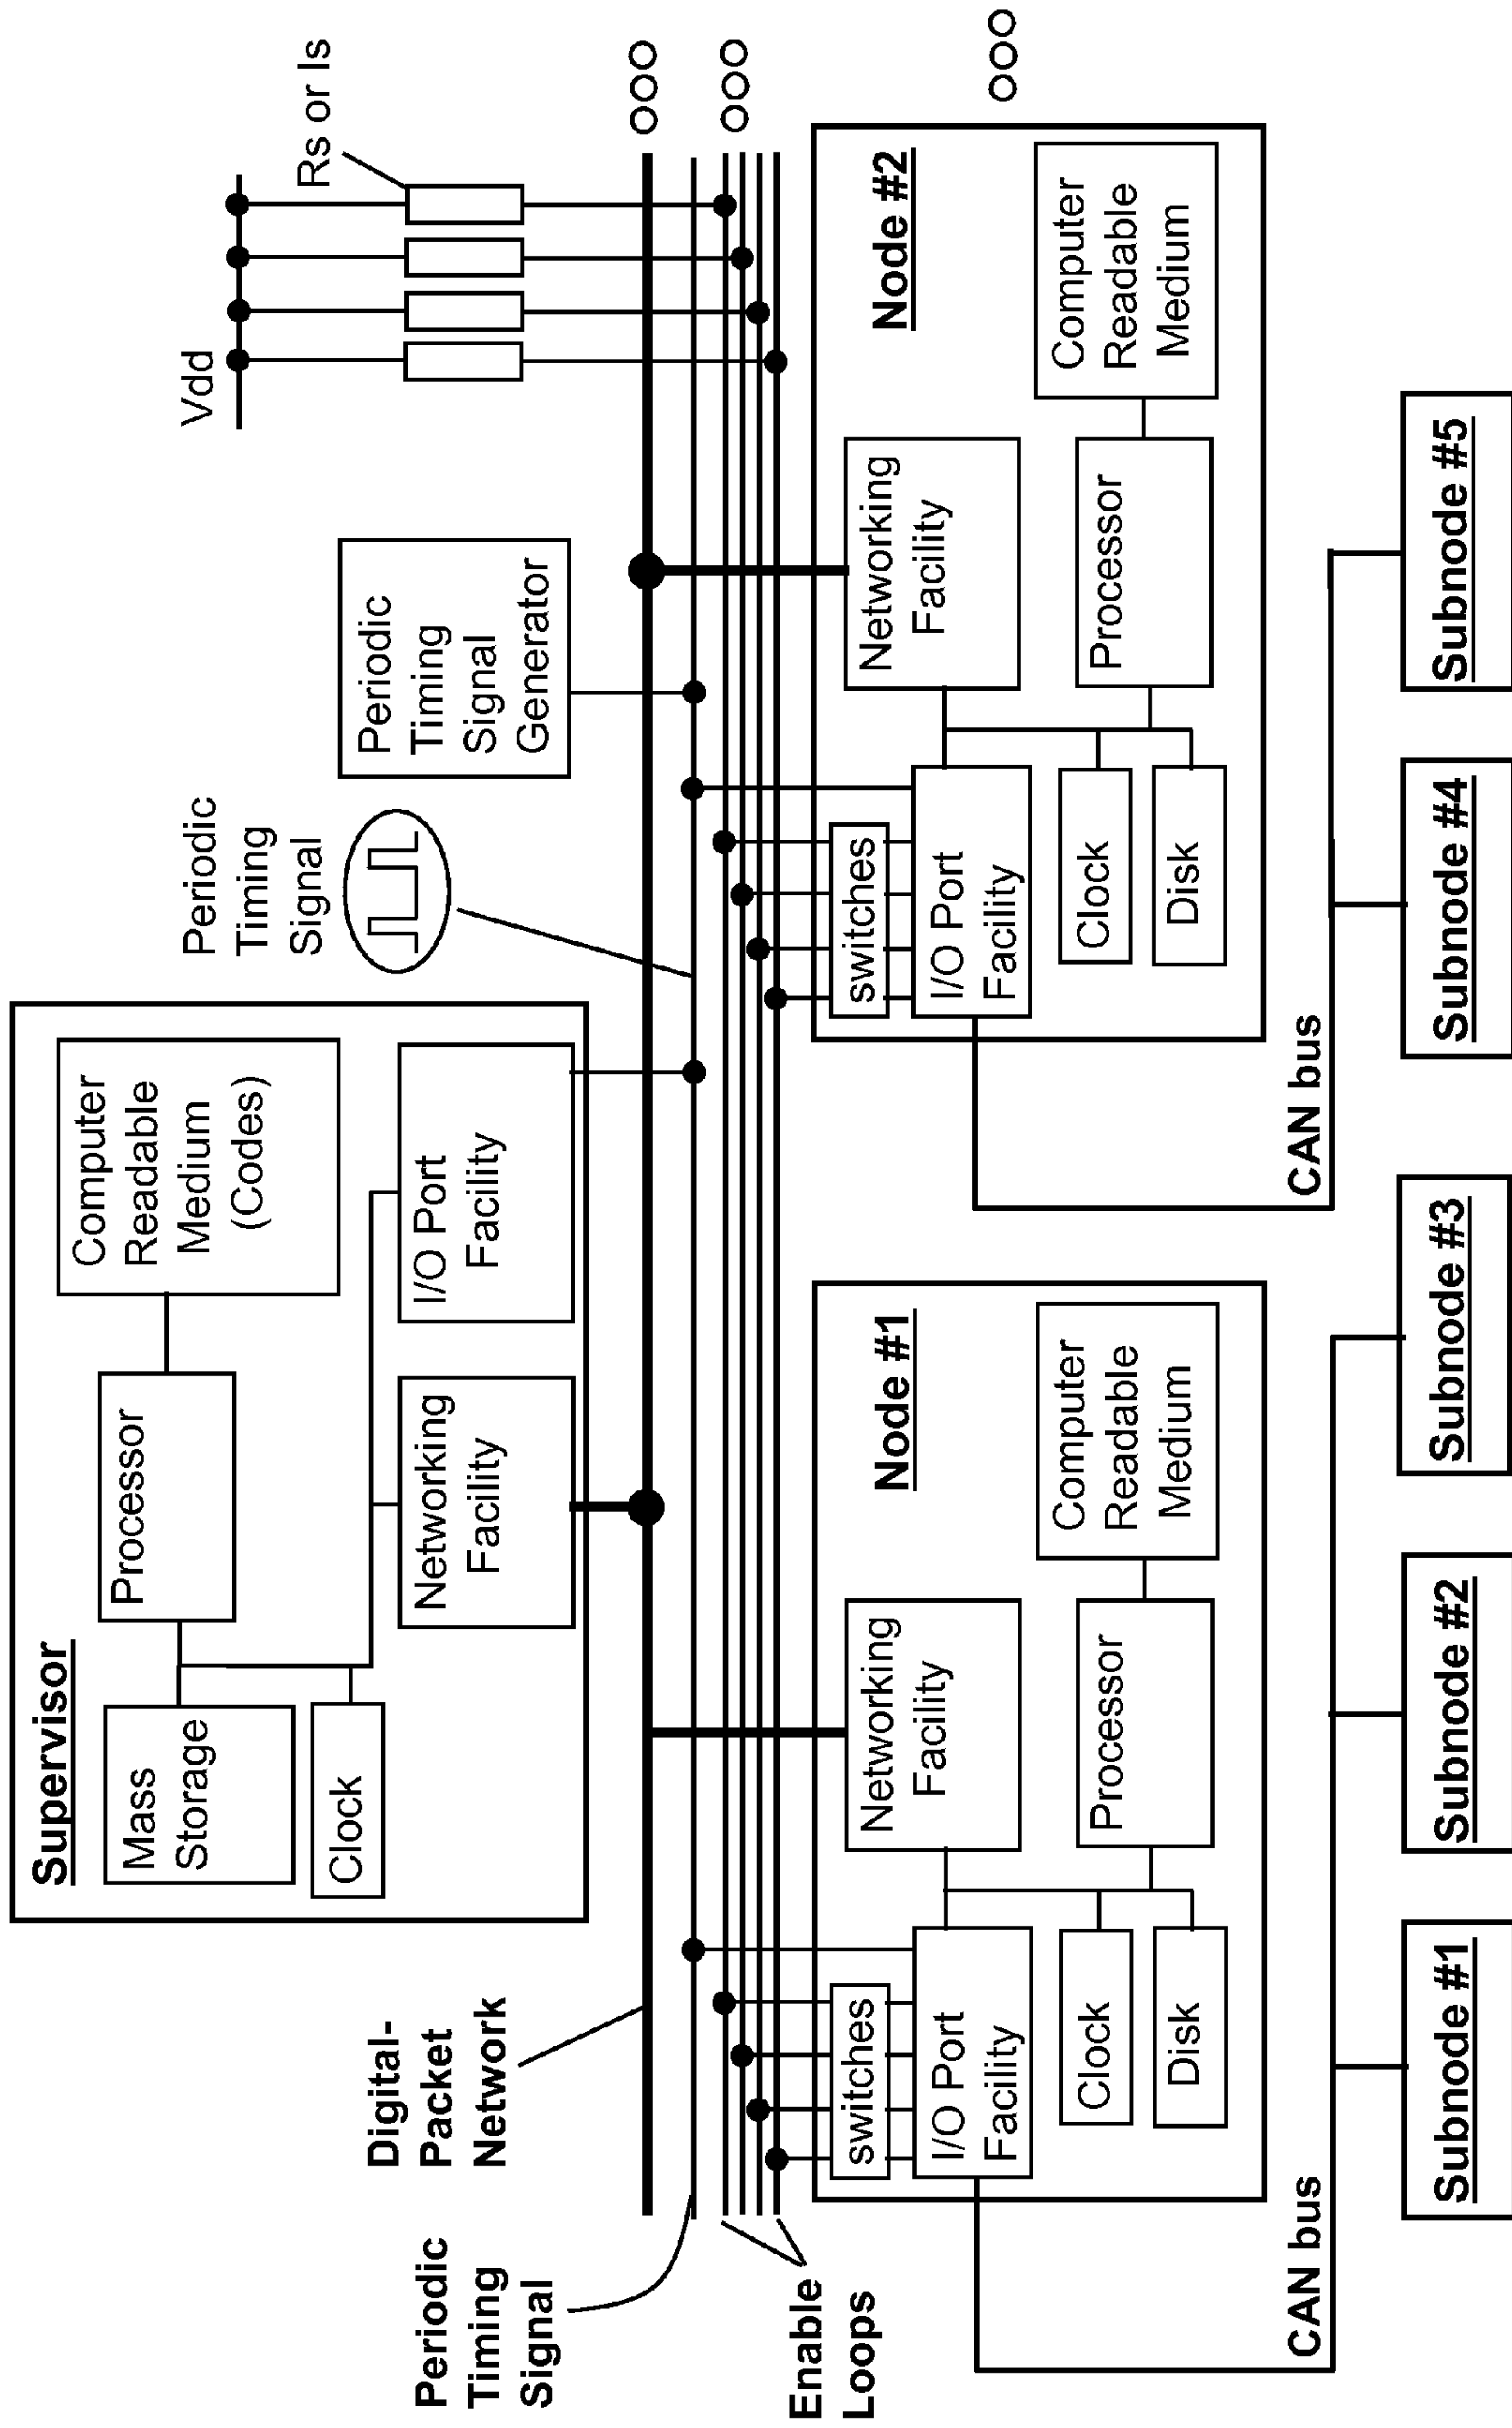 Supervisor
Mass
Storage
Clock
Processor
Computer
Readable
Medium
(Codes)
Networking
Facility
I/O Port
Facility
Periodic
Timing
Signal
Periodic
Timing
Signal
Generator
Vdd
Rs or Is
Digital-
Packet
Network
Periodic
Timing
Signal
Enable
Loops
Node #1
switches
I/O Port
Facility
Networking
Facility
Clock
Disk
Processor
Computer
Readable
Medium
Node #2
switches
I/O Port
Facility
Networking
Facility
Clock
Disk
Processor
Computer
Readable
Medium
CAN bus
CAN bus
Subnode #1
Subnode #2
Subnode #3
Subnode #4
Subnode #5